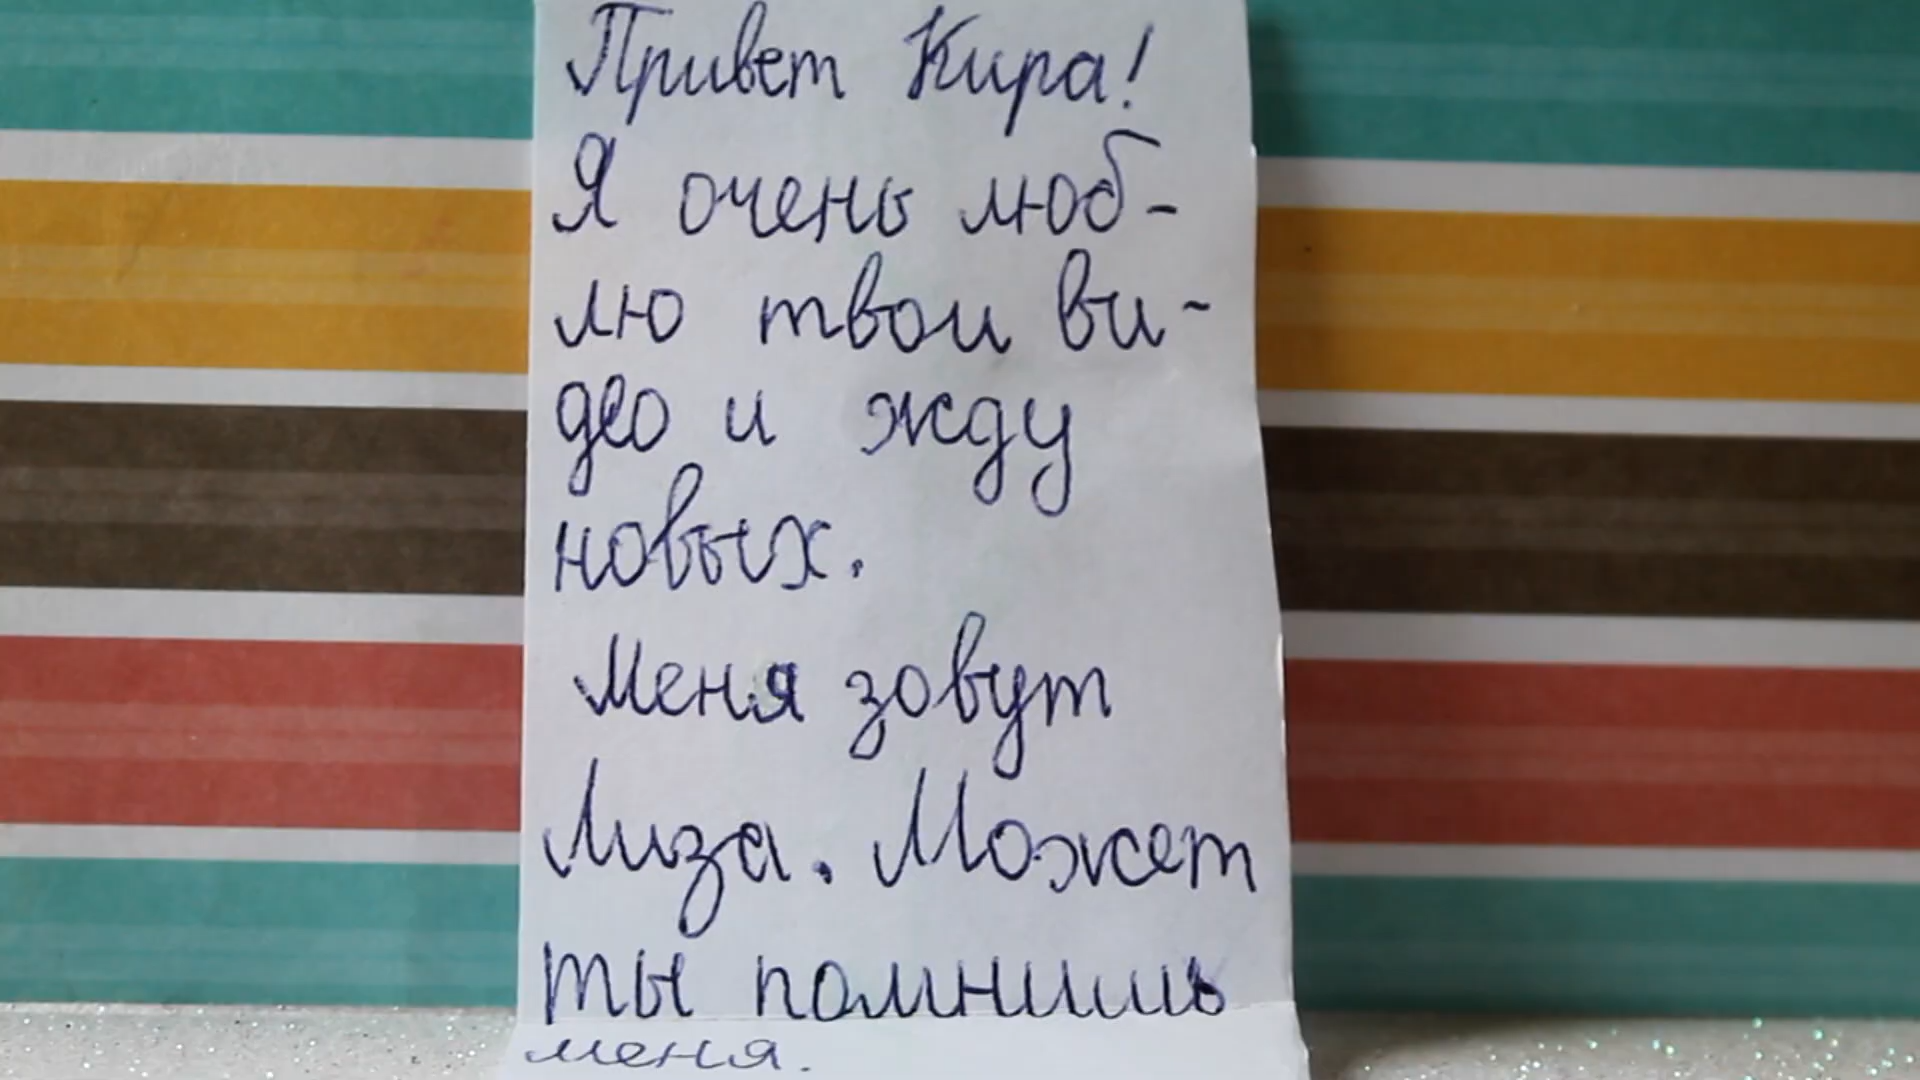 Привет Кира!
Я очень люб-
лю твои ви-
део и жду
новых.
Меня зовут
Лиза. Может
ты помнишь
меня.